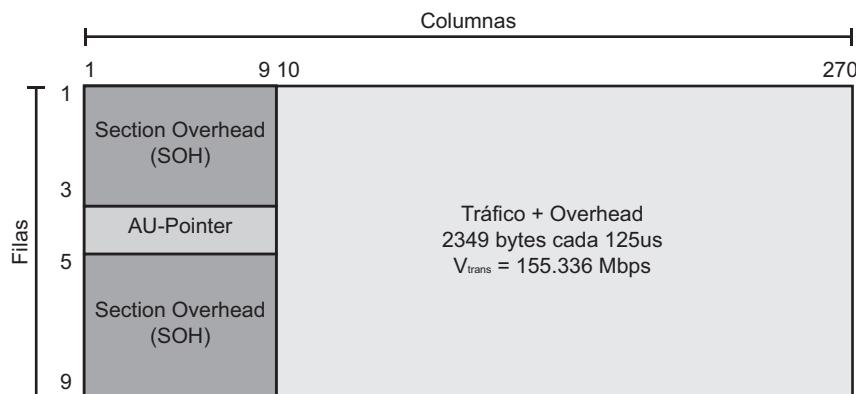 Columnas
1 9 10 270
Filas
1
3
5
9
Section Overhead
(SOH)
AU-Pointer
Section Overhead
(SOH)
Tráfico + Overhead
2349 bytes cada 125us
Vtrans = 155.336 Mbps